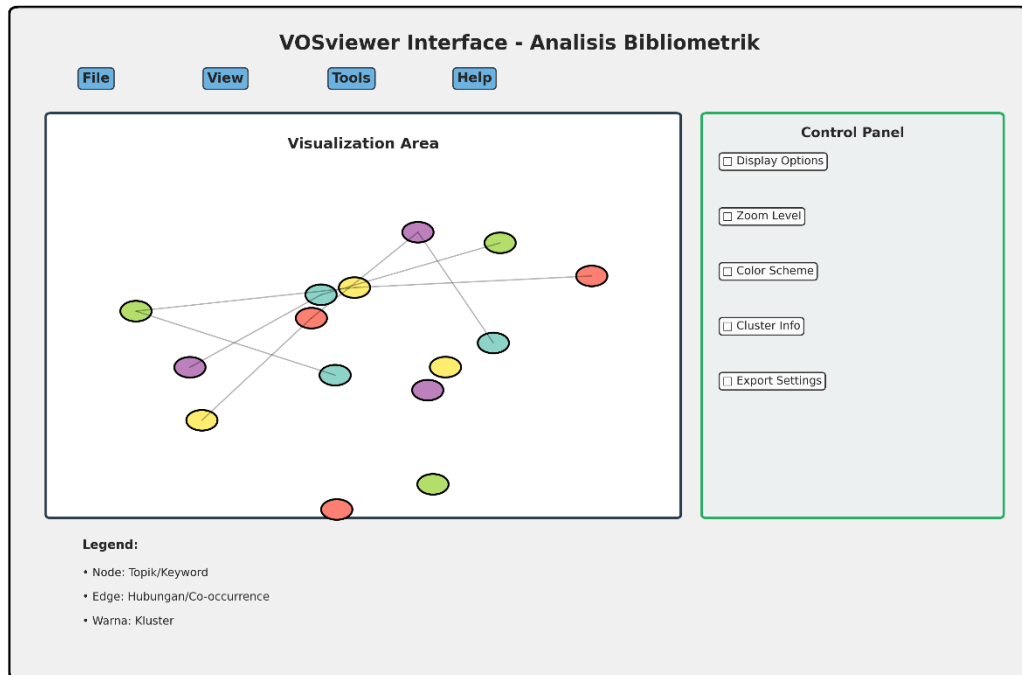 VOSviewer Interface - Analisis Bibliometrik
File View Tools Help
Visualization Area
Control Panel
□ Display Options
□ Zoom Level
□ Color Scheme
□ Cluster Info
□ Export Settings
Legend:
• Node: Topik/Keyword
• Edge: Hubungan/Co-occurrence
• Warna: Kluster